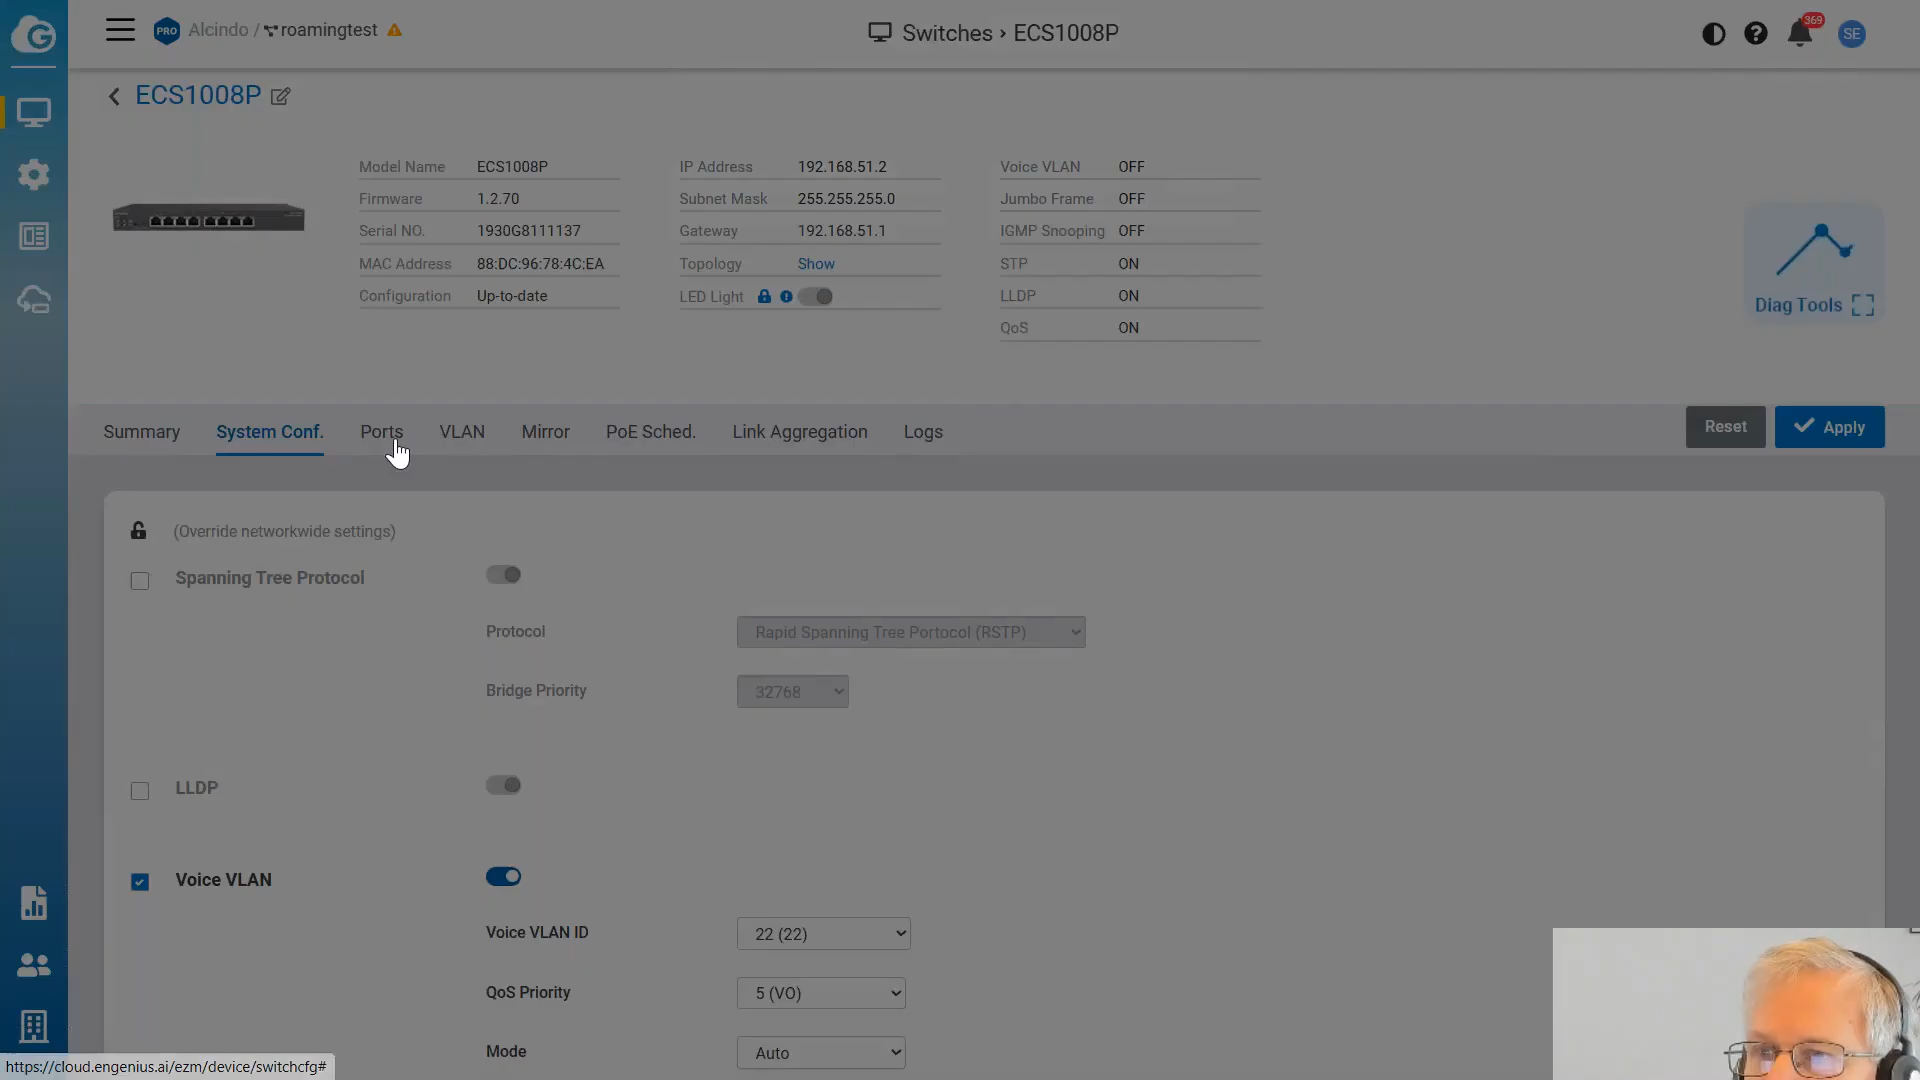 PRO Alcindo / roamingtest
Switches › ECS1008P
369
SE
ECS1008P
Model Name ECS1008P
Firmware 1.2.70
Serial NO. 1930G8111137
MAC Address 88:DC:96:78:4C:EA
Configuration Up-to-date
IP Address 192.168.51.2
Subnet Mask 255.255.255.0
Gateway 192.168.51.1
Topology Show
LED Light
Voice VLAN OFF
Jumbo Frame OFF
IGMP Snooping OFF
STP ON
LLDP ON
QoS ON
Diag Tools
Summary System Conf. Ports VLAN Mirror PoE Sched. Link Aggregation Logs
Reset Apply
(Override networkwide settings)
Spanning Tree Protocol
Protocol Rapid Spanning Tree Portocol (RSTP)
Bridge Priority 32768
LLDP
Voice VLAN
Voice VLAN ID 22 (22)
QoS Priority 5 (VO)
Mode Auto
https://cloud.engenius.ai/ezm/device/switchcfg#